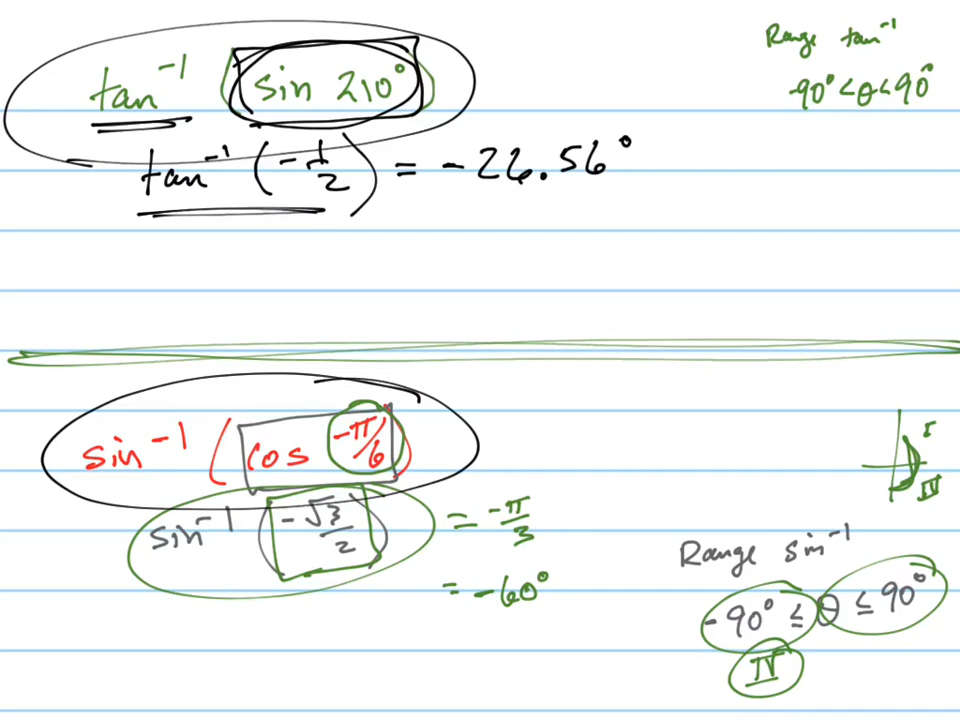 tan⁻¹ (sin 210°)
Range tan⁻¹
-90° < θ < 90°
tan⁻¹ (-1/2) = -26.56°
sin⁻¹ (cos -π/6)
sin⁻¹ (-√3/2) = -π/3
= -60°
I
IV
Range sin⁻¹
-90° ≤ θ ≤ 90°
IV